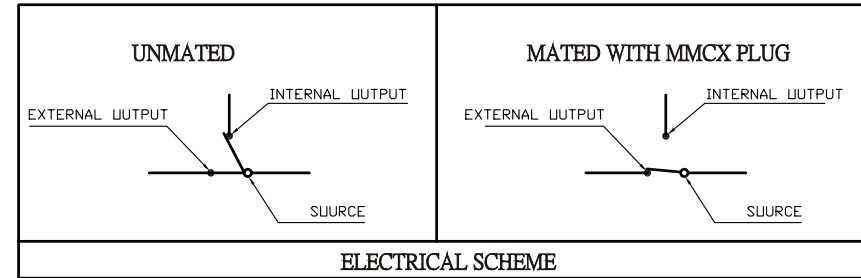 UNMATED
INTERNAL OUTPUT
EXTERNAL OUTPUT
SOURCE
MATED WITH MMCX PLUG
INTERNAL OUTPUT
EXTERNAL OUTPUT
SOURCE
ELECTRICAL SCHEME